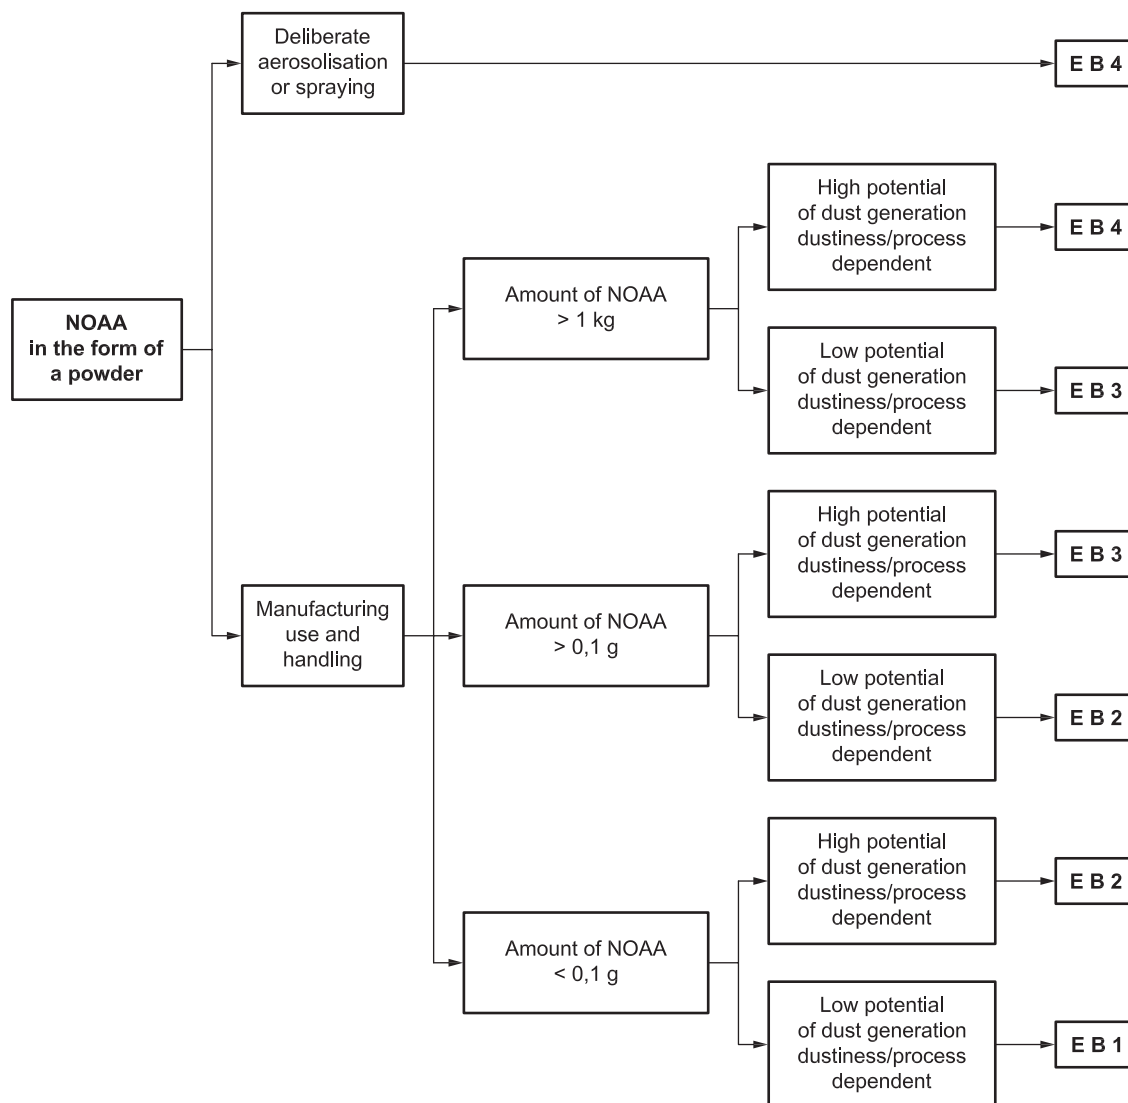 Deliberate
aerosolisation
or spraying
E B 4
High potential
of dust generation
dustiness/process
dependent
E B 4
Amount of NOAA
> 1 kg
NOAA
in the form of
a powder
Low potential
of dust generation
dustiness/process
dependent
E B 3
High potential
of dust generation
dustiness/process
dependent
E B 3
Manufacturing
use and
handling
Amount of NOAA
> 0,1 g
Low potential
of dust generation
dustiness/process
dependent
E B 2
High potential
of dust generation
dustiness/process
dependent
E B 2
Amount of NOAA
< 0,1 g
Low potential
of dust generation
dustiness/process
dependent
E B 1